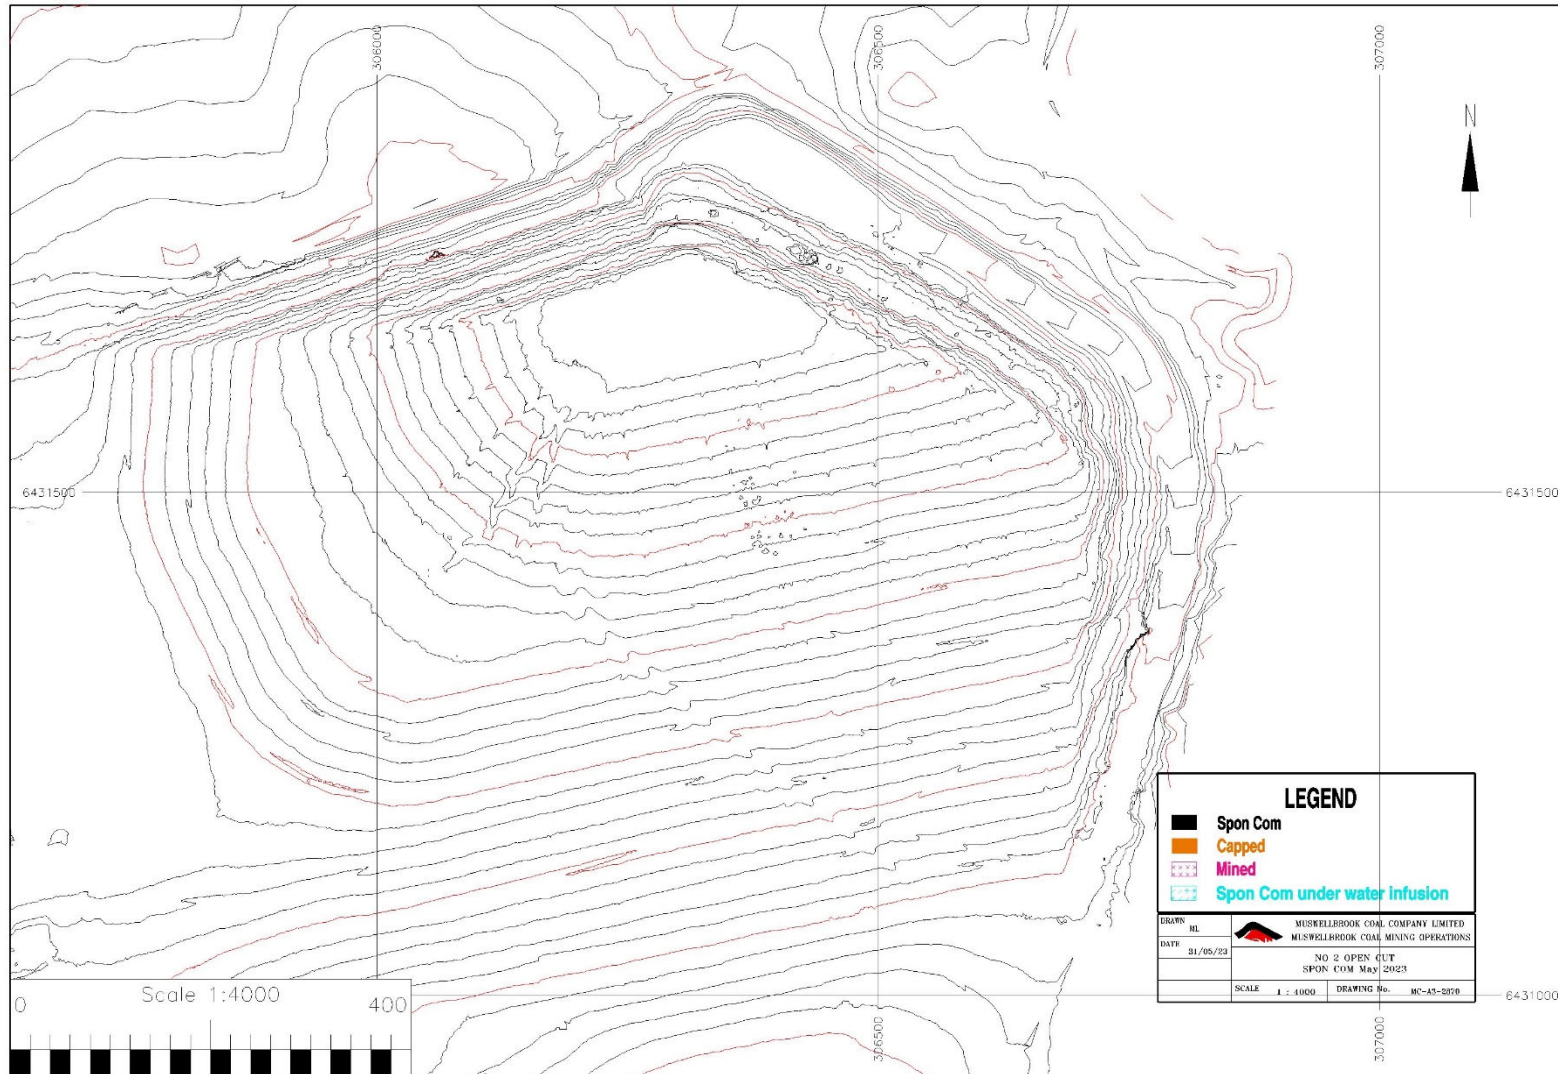 306000
306500
307000
N
6431500
6431500
LEGEND
Spon Com
Capped
Mined
Spon Com under water infusion
DRAWN
ML
DATE
31/05/23
MUSWELLBROOK COAL COMPANY LIMITED
MUSWELLBROOK COAL MINING OPERATIONS
NO 2 OPEN CUT
SPON COM May 2023
SCALE 1 : 4000
DRAWING No. MC-A3-2870
0 Scale 1:4000 400
6431000
306500
307000